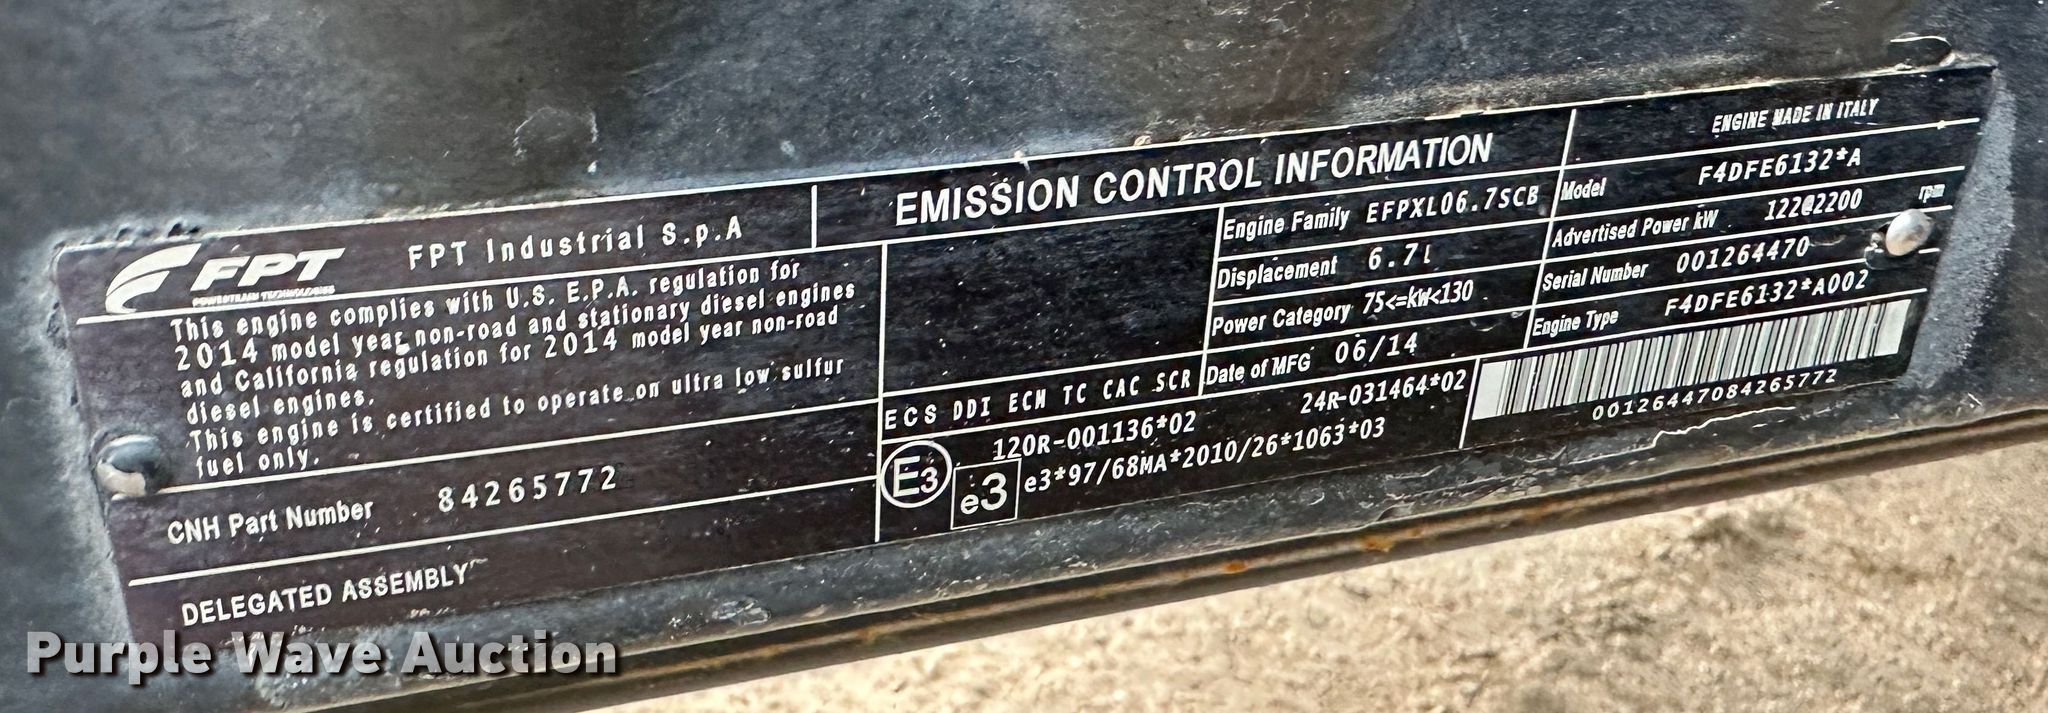 FPT
POWERTRAIN TECHNOLOGIES
FPT Industrial S.p.A
EMISSION CONTROL INFORMATION
ENGINE MADE IN ITALY
This engine complies with U.S. E.P.A. regulation for
2014 model year non-road and stationary diesel engines
and California regulation for 2014 model year non-road
diesel engines.
This engine is certified to operate on ultra low sulfur
fuel only.
CNH Part Number 84265772
DELEGATED ASSEMBLY
ECS DDI ECM TC CAC SCR
Engine Family EFPXL06.7SCB
Displacement 6.7l
Power Category 75<=kW<130
Date of MFG 06/14
Model F4DFE6132*A
Advertised Power kW 122@2200 rpm
Serial Number 001264470
Engine Type F4DFE6132*A002
E3 120R-001136*02 24R-031464*02
e3 e3*97/68MA*2010/26*1063*03
00126447084265772
Purple Wave Auction